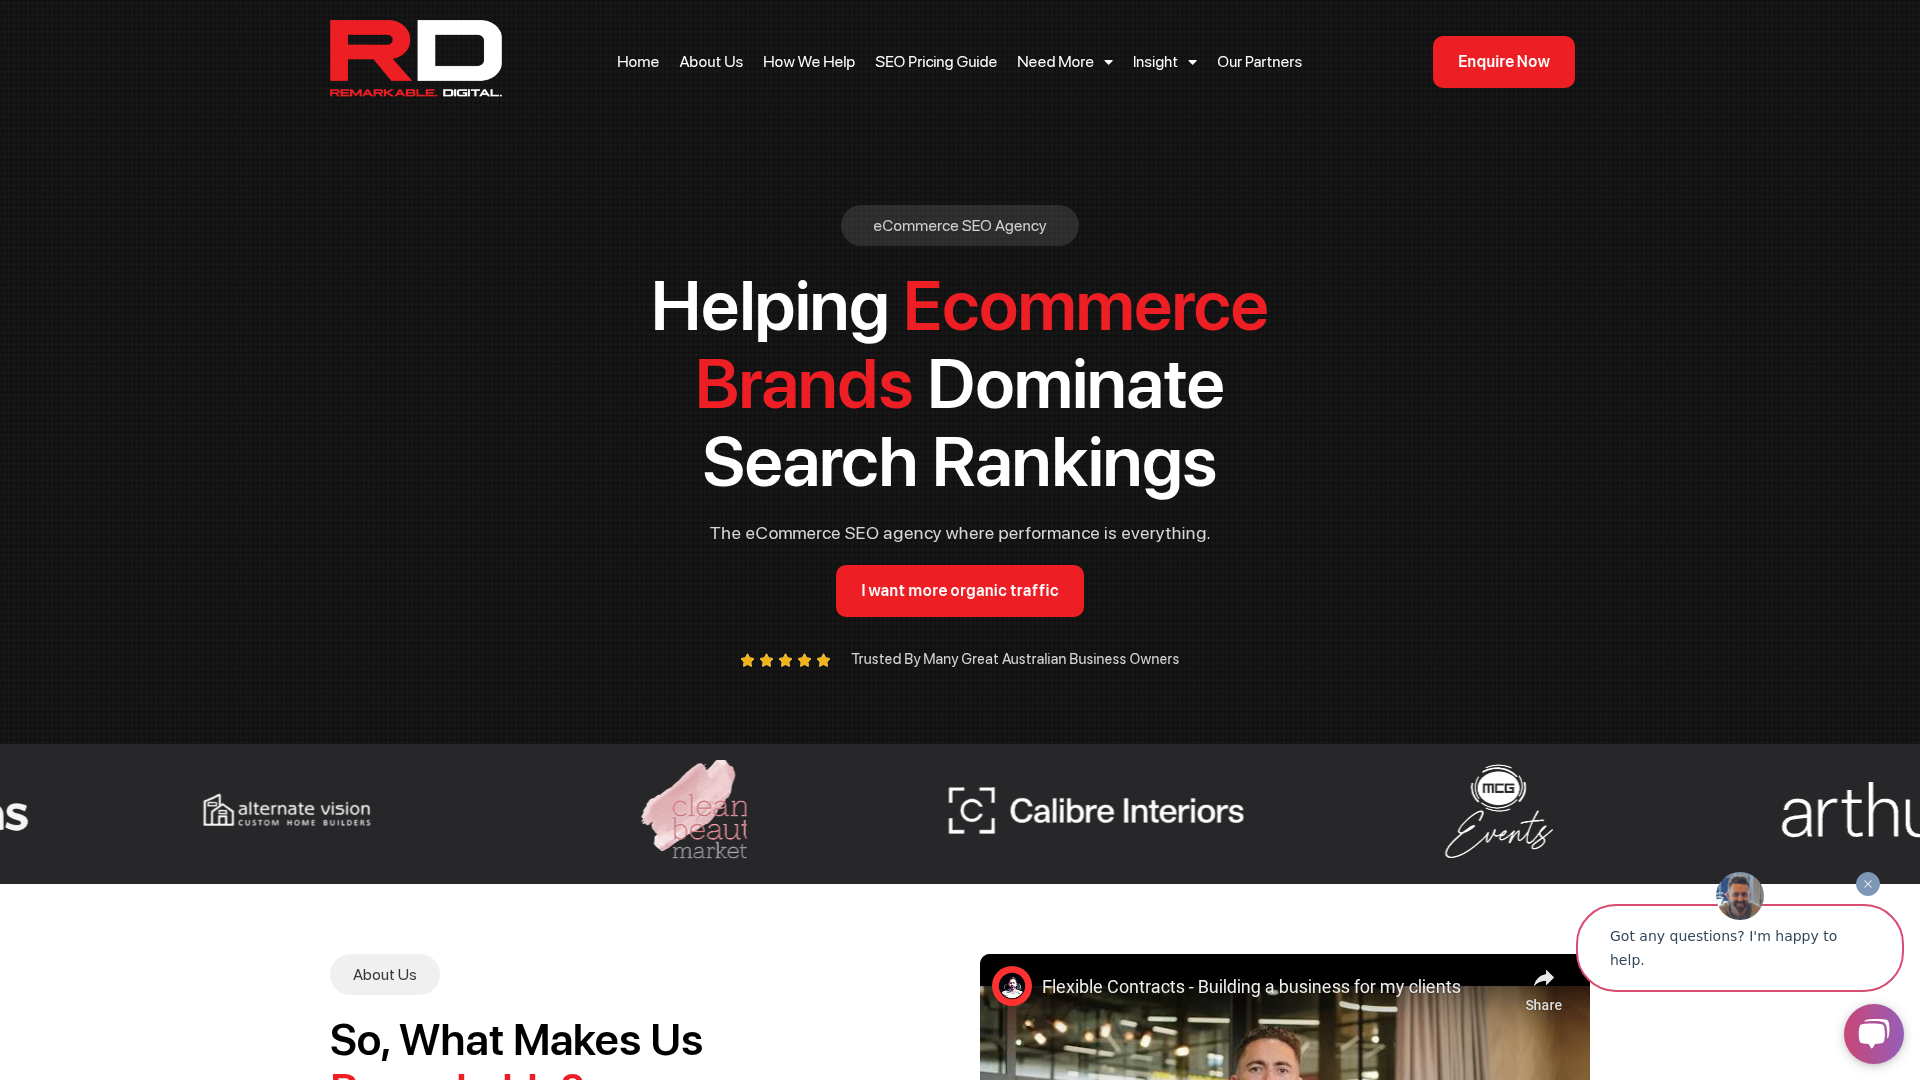 RD
REMARKABLE. DIGITAL.
Home
About Us
How We Help
SEO Pricing Guide
Need More
Insight
Our Partners
Enquire Now
eCommerce SEO Agency
Helping Ecommerce
Brands Dominate
Search Rankings
The eCommerce SEO agency where performance is everything.
I want more organic traffic
Trusted By Many Great Australian Business Owners
alternate vision
CUSTOM HOME BUILDERS
clean
beaut
market
C Calibre Interiors
MCG
Events
arthu
Got any questions? I'm happy to
help.
About Us
So, What Makes Us
Flexible Contracts - Building a business for my clients
Share